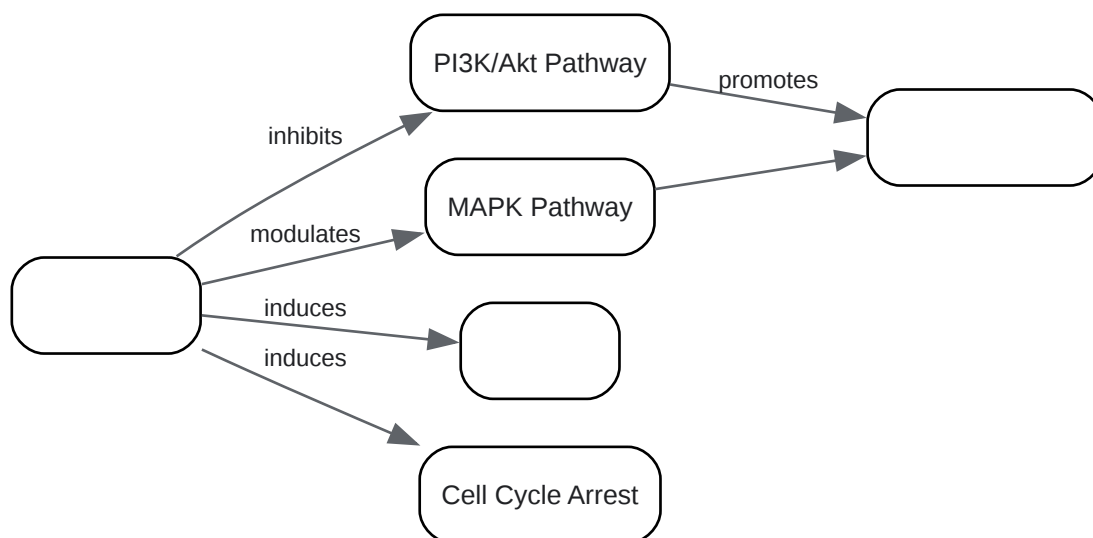 PI3K/Akt Pathway
promotes
inhibits
MAPK Pathway
modulates
induces
induces
Cell Cycle Arrest